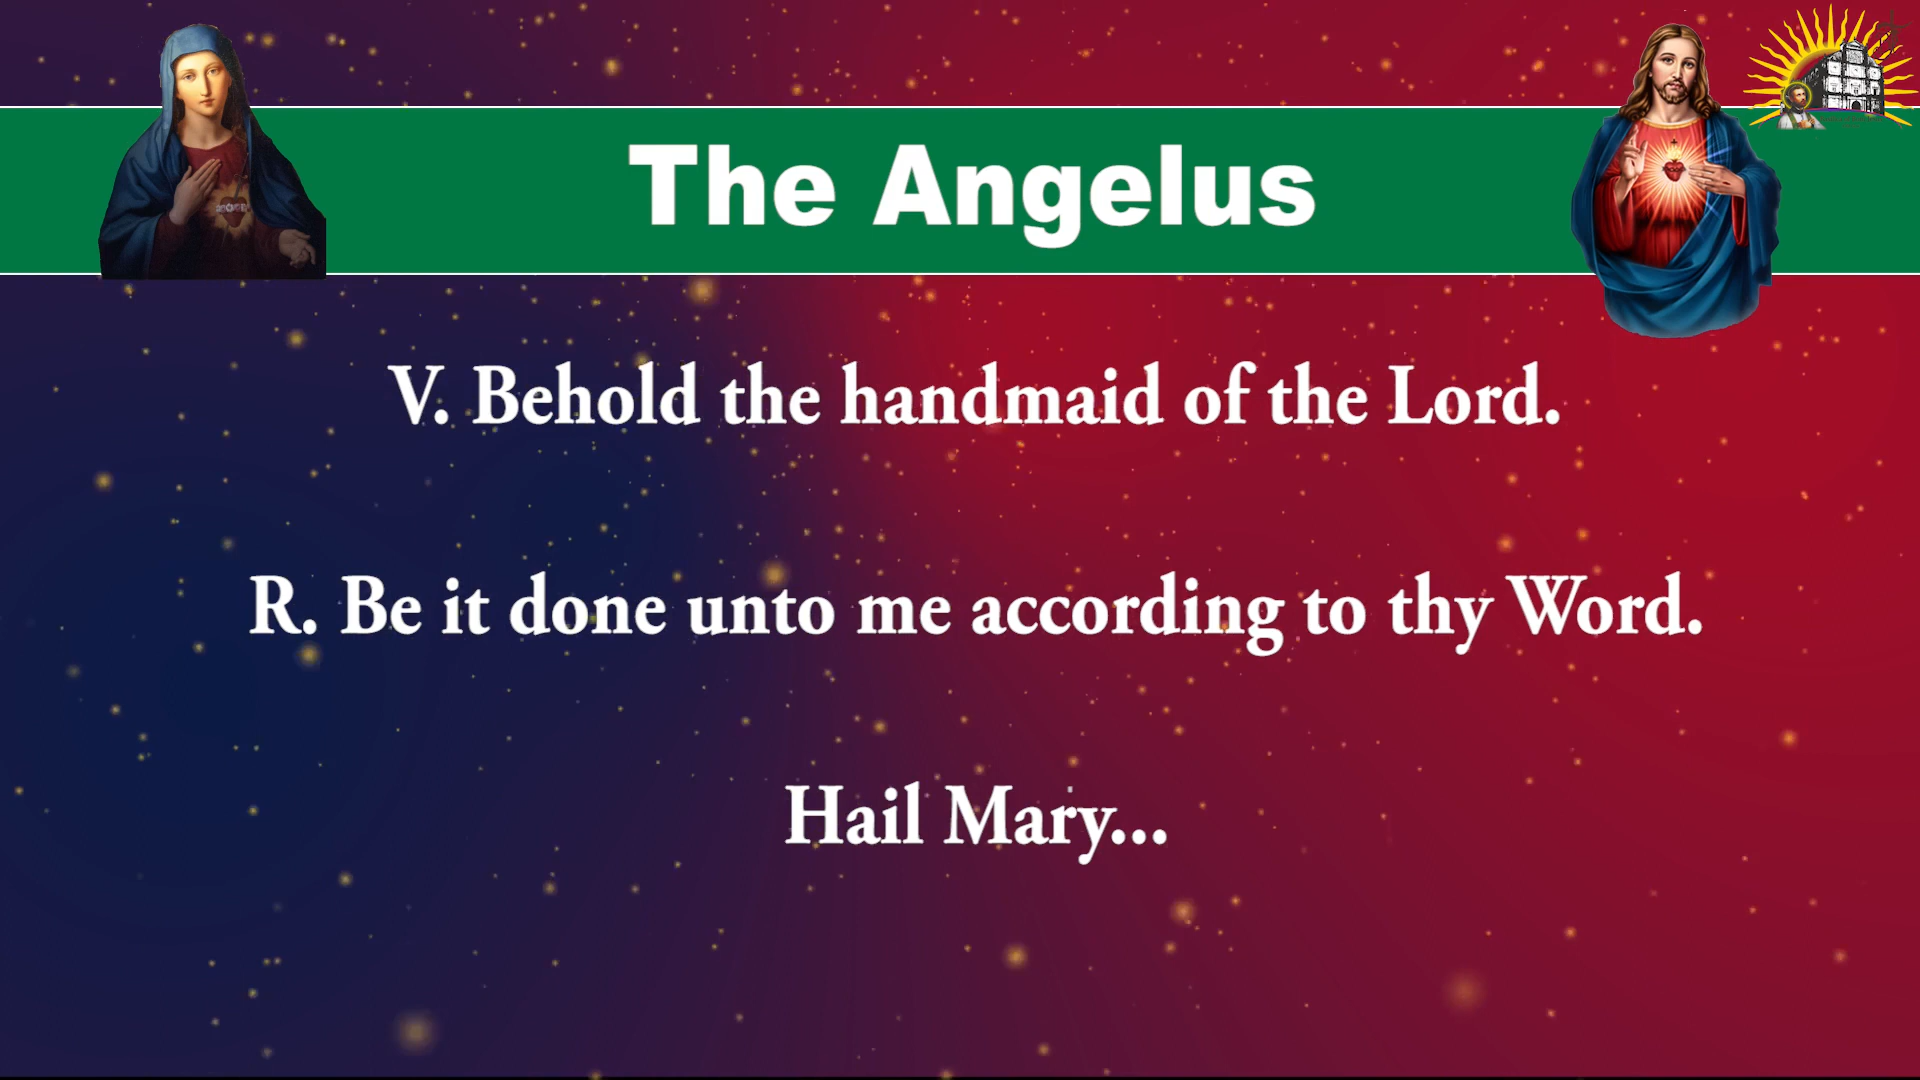 The Angelus
V. Behold the handmaid of the Lord.
R. Be it done unto me according to thy Word.
Hail Mary...